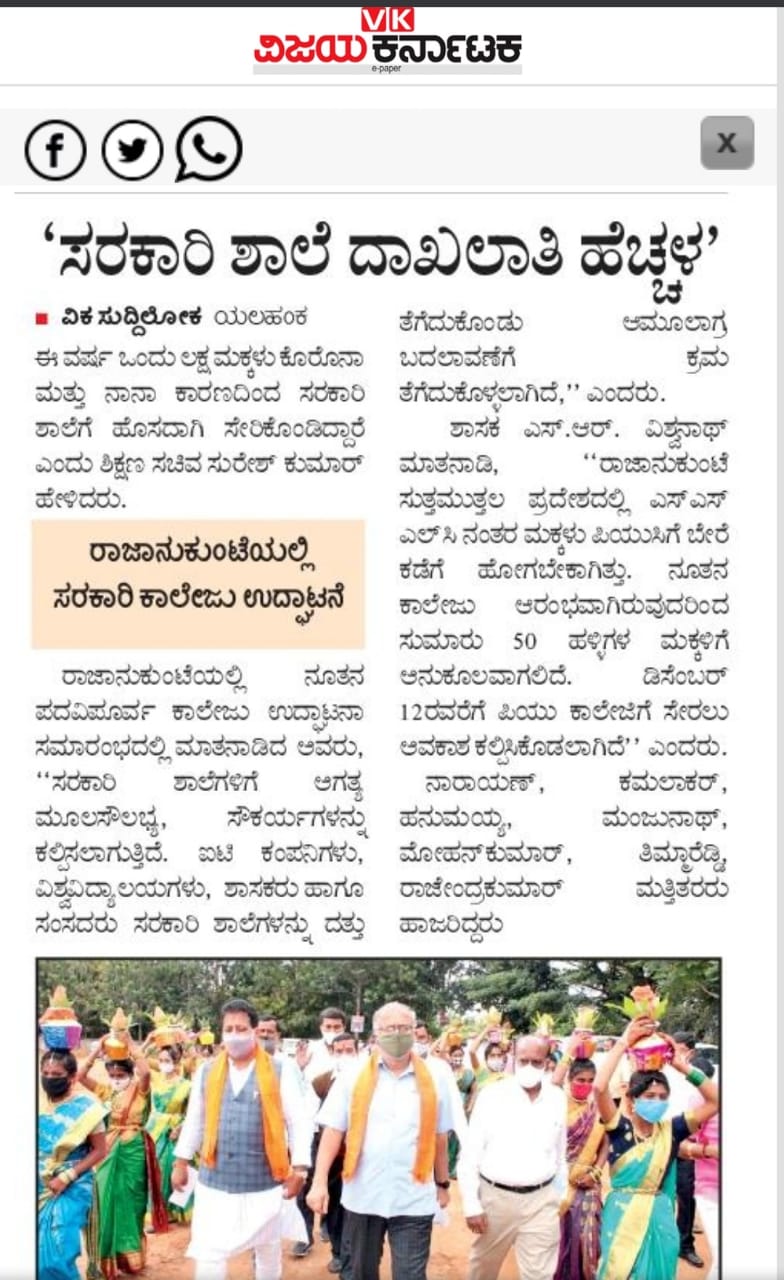 VK
ವಿಜಯ ಕರ್ನಾಟಕ
e-paper
X
‘ಸರಕಾರಿ ಶಾಲೆ ದಾಖಲಾತಿ ಹೆಚ್ಚಳ’
■ ವಿಕ ಸುದ್ದಿಲೋಕ ಯಲಹಂಕ
ಈ ವರ್ಷ ಒಂದು ಲಕ್ಷ ಮಕ್ಕಳು ಕೊರೊನಾ
ಮತ್ತು ನಾನಾ ಕಾರಣದಿಂದ ಸರಕಾರಿ
ಶಾಲೆಗೆ ಹೊಸದಾಗಿ ಸೇರಿಕೊಂಡಿದ್ದಾರೆ
ಎಂದು ಶಿಕ್ಷಣ ಸಚಿವ ಸುರೇಶ್ ಕುಮಾರ್
ಹೇಳಿದರು.
ರಾಜಾನುಕುಂಟೆಯಲ್ಲಿ
ಸರಕಾರಿ ಕಾಲೇಜು ಉದ್ಘಾಟನೆ
ರಾಜಾನುಕುಂಟೆಯಲ್ಲಿ ನೂತನ
ಪದವಿಪೂರ್ವ ಕಾಲೇಜು ಉದ್ಘಾಟನಾ
ಸಮಾರಂಭದಲ್ಲಿ ಮಾತನಾಡಿದ ಅವರು,
‘‘ಸರಕಾರಿ ಶಾಲೆಗಳಿಗೆ ಅಗತ್ಯ
ಮೂಲಸೌಲಭ್ಯ, ಸೌಕರ್ಯಗಳನ್ನು
ಕಲ್ಪಿಸಲಾಗುತ್ತಿದೆ. ಐಟಿ ಕಂಪನಿಗಳು,
ವಿಶ್ವವಿದ್ಯಾಲಯಗಳು, ಶಾಸಕರು ಹಾಗೂ
ಸಂಸದರು ಸರಕಾರಿ ಶಾಲೆಗಳನ್ನು ದತ್ತು
ತೆಗೆದುಕೊಂಡು ಆಮೂಲಾಗ್ರ
ಬದಲಾವಣೆಗೆ ಕ್ರಮ
ತೆಗೆದುಕೊಳ್ಳಲಾಗಿದೆ,’’ ಎಂದರು.
ಶಾಸಕ ಎಸ್.ಆರ್. ವಿಶ್ವನಾಥ್
ಮಾತನಾಡಿ, ‘‘ರಾಜಾನುಕುಂಟೆ
ಸುತ್ತಮುತ್ತಲ ಪ್ರದೇಶದಲ್ಲಿ ಎಸ್‌ಎಸ್
ಎಲ್‌ಸಿ ನಂತರ ಮಕ್ಕಳು ಪಿಯುಸಿಗೆ ಬೇರೆ
ಕಡೆಗೆ ಹೋಗಬೇಕಾಗಿತ್ತು. ನೂತನ
ಕಾಲೇಜು ಆರಂಭವಾಗಿರುವುದರಿಂದ
ಸುಮಾರು 50 ಹಳ್ಳಿಗಳ ಮಕ್ಕಳಿಗೆ
ಅನುಕೂಲವಾಗಲಿದೆ. ಡಿಸೆಂಬರ್
12ರವರೆಗೆ ಪಿಯು ಕಾಲೇಜಿಗೆ ಸೇರಲು
ಅವಕಾಶ ಕಲ್ಪಿಸಿಕೊಡಲಾಗಿದೆ’’ ಎಂದರು.
ನಾರಾಯಣ್, ಕಮಲಾಕರ್,
ಹನುಮಯ್ಯ, ಮಂಜುನಾಥ್,
ಮೋಹನ್‌ಕುಮಾರ್, ತಿಮ್ಮಾರೆಡ್ಡಿ,
ರಾಜೇಂದ್ರಕುಮಾರ್ ಮತ್ತಿತರರು
ಹಾಜರಿದ್ದರು